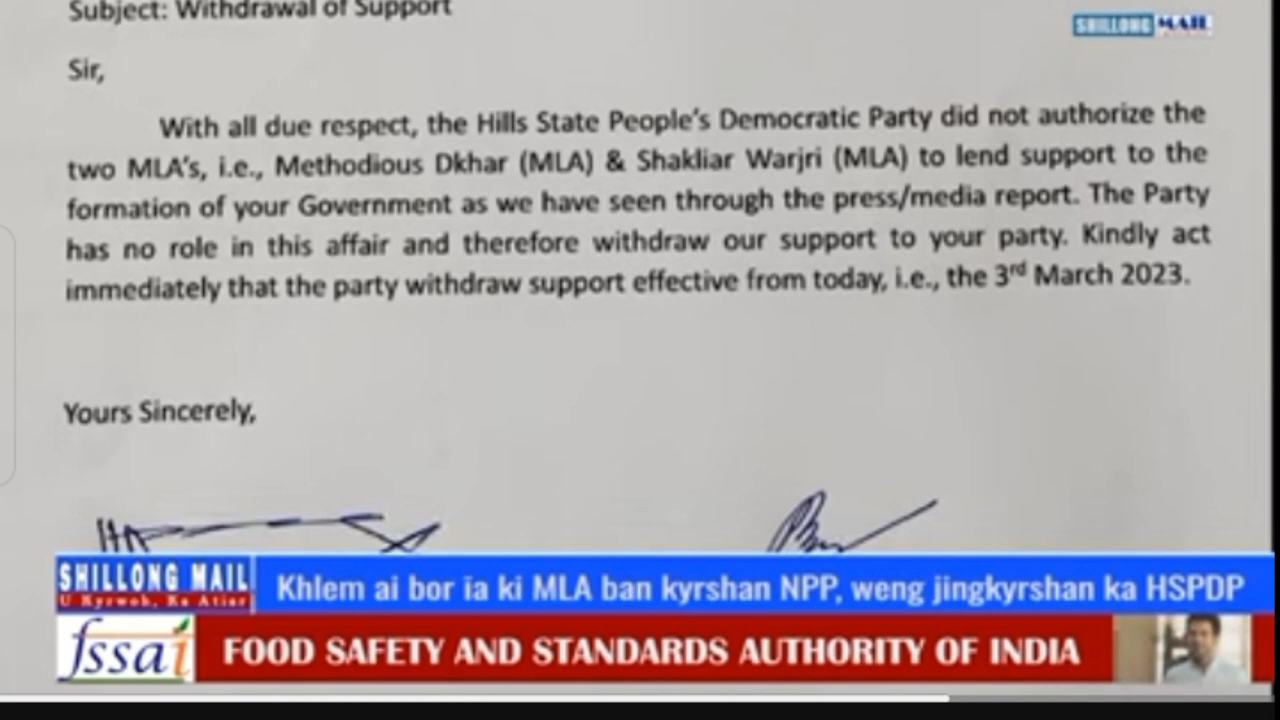 Subject: Withdrawal of Support
SHILLONG MAIL
Sir,
With all due respect, the Hills State People's Democratic Party did not authorize the
two MLA's, i.e., Methodious Dkhar (MLA) & Shakliar Warjri (MLA) to lend support to the
formation of your Government as we have seen through the press/media report. The Party
has no role in this affair and therefore withdraw our support to your party. Kindly act
immediately that the party withdraw support effective from today, i.e., the 3rd March 2023.
Yours Sincerely,
SHILLONG MAIL
U Kyrwoh, Ka Atiar
Khlem ai bor ïa ki MLA ban kyrshan NPP, weng jingkyrshan ka HSPDP
fssai
FOOD SAFETY AND STANDARDS AUTHORITY OF INDIA